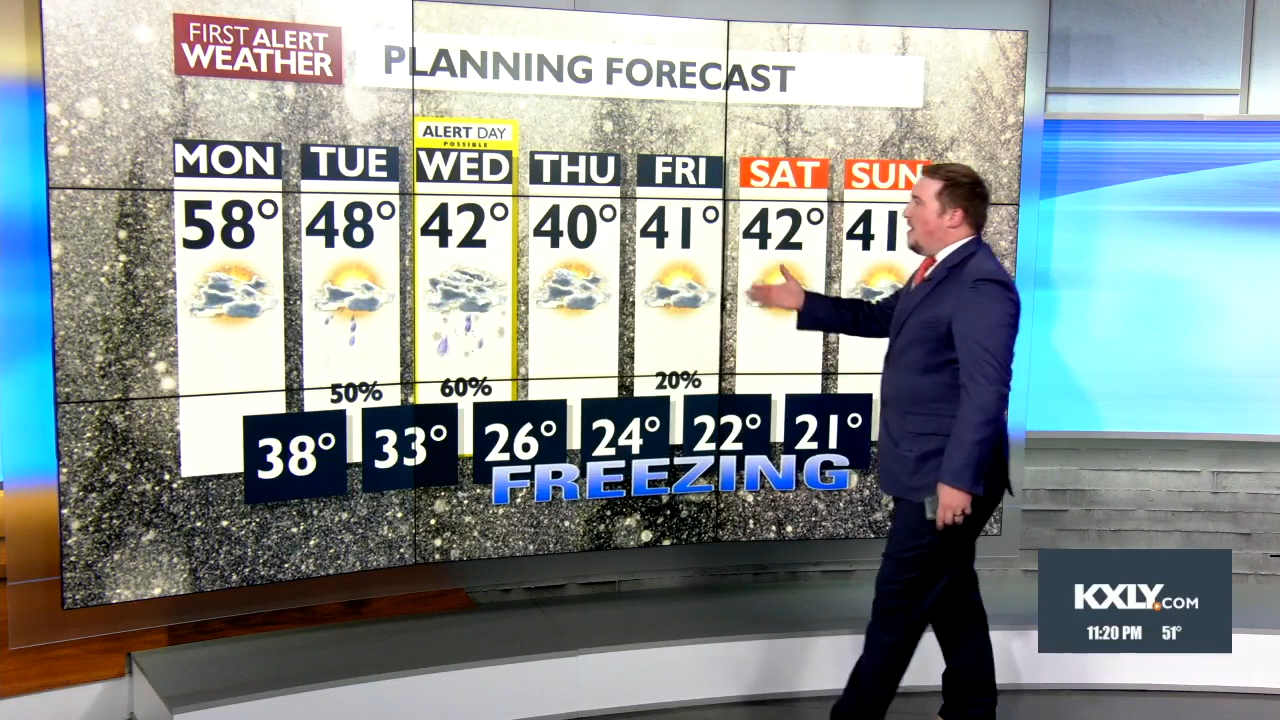 FIRST ALERT
WEATHER
PLANNING FORECAST
ALERT DAY
POSSIBLE
MON TUE WED THU FRI SAT SUN
58° 48° 42° 40° 41° 42° 41
50% 60% 20%
38° 33° 26° 24° 22° 21°
FREEZING
KXLY.COM
11:20 PM 51°